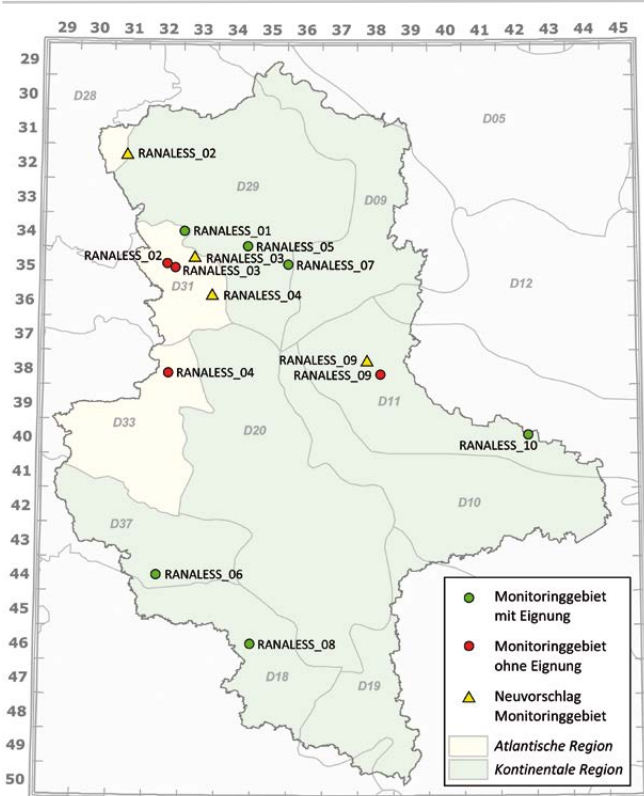 29 30 31 32 33 34 35 36 37 38 39 40 41 42 43 44 45
29
30
31
32
33
34
35
36
37
38
39
40
41
42
43
44
45
46
47
48
49
50
D28
D05
RANALESS_02
D29
D09
RANALESS_01
RANALESS_05
RANALESS_02
RANALESS_03
RANALESS_03
RANALESS_07
D31
D12
RANALESS_04
RANALESS_09
RANALESS_04
RANALESS_09
D11
D33
D20
RANALESS_10
D10
D37
RANALESS_06
RANALESS_08
D18
D19
Monitoringgebiet
mit Eignung
Monitoringgebiet
ohne Eignung
Neuvorschlag
Monitoringgebiet
Atlantische Region
Kontinentale Region